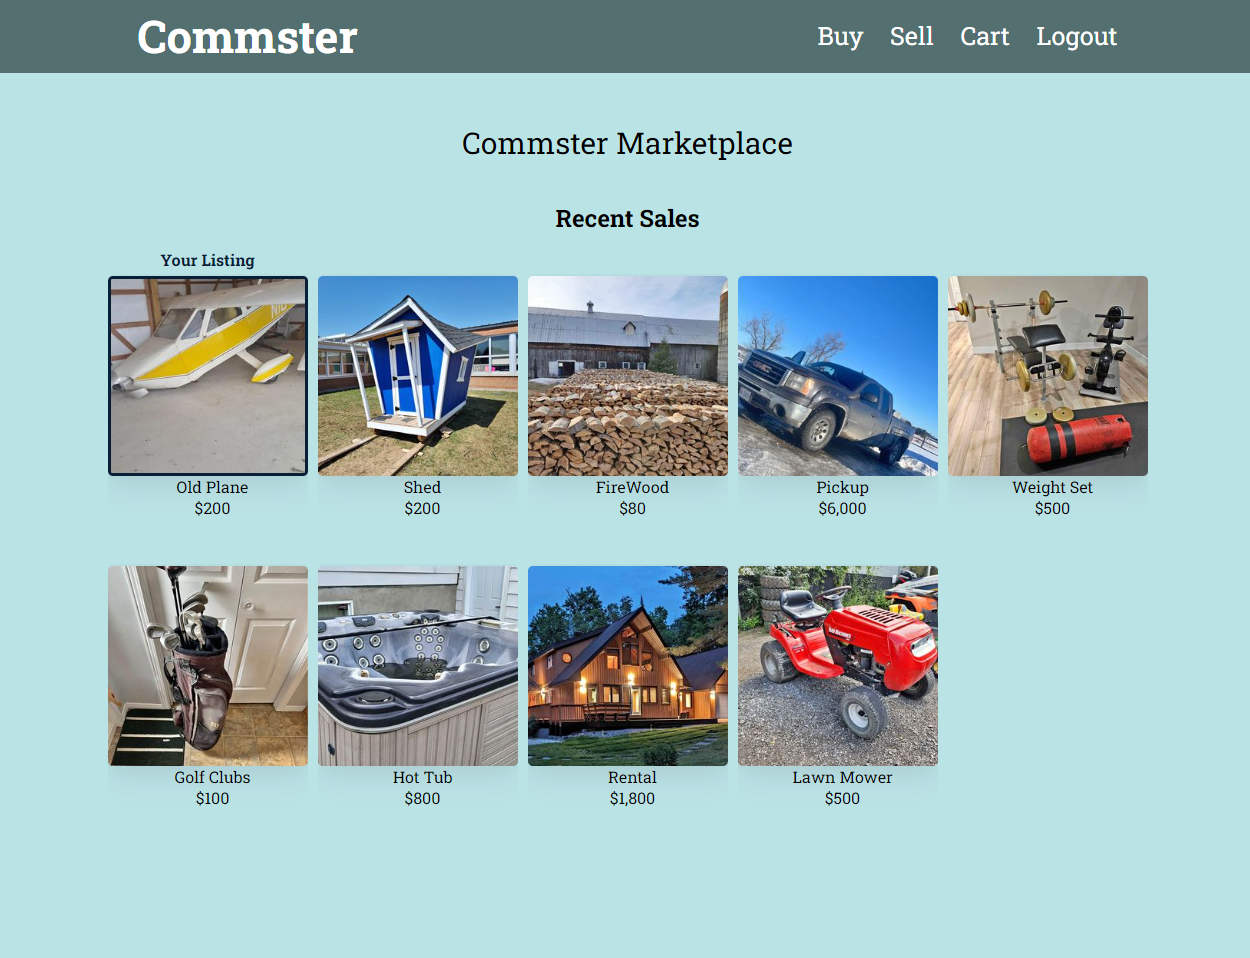 Commster
Buy Sell Cart Logout
Commster Marketplace
Recent Sales
Your Listing
Old Plane
$200
Shed
$200
FireWood
$80
Pickup
$6,000
Weight Set
$500
Golf Clubs
$100
Hot Tub
$800
Rental
$1,800
Lawn Mower
$500